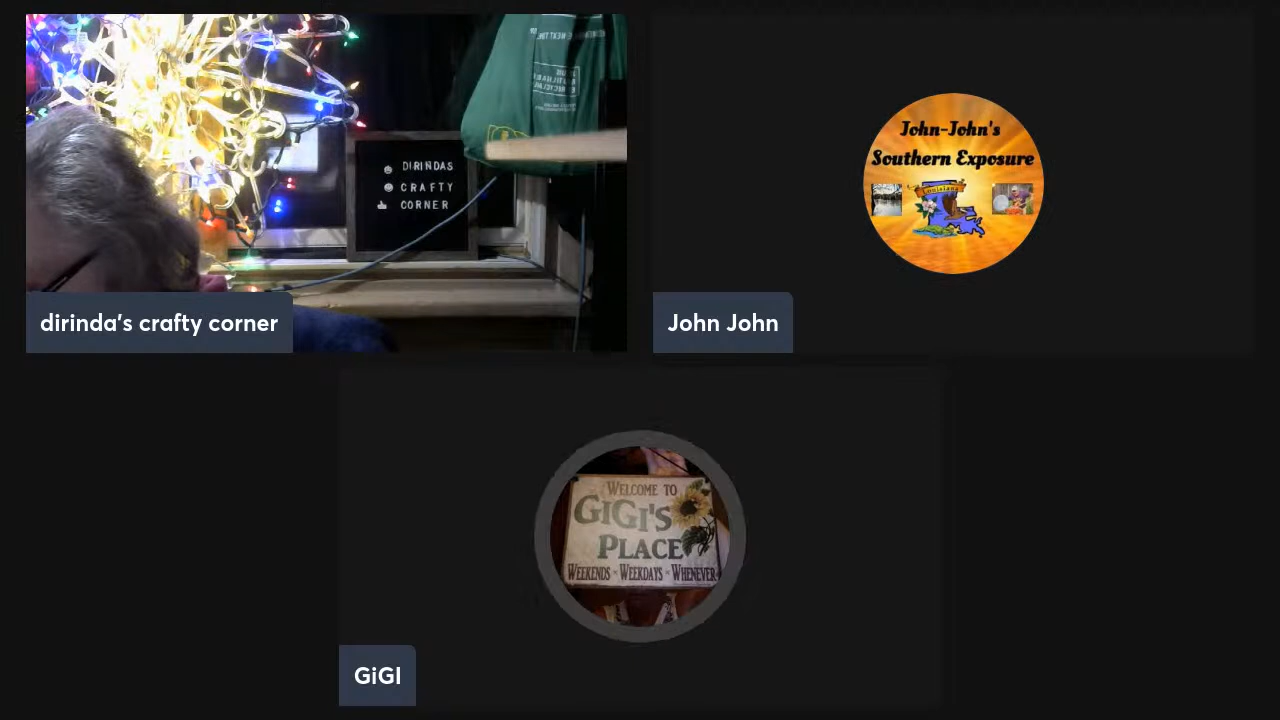 DIRINDAS
CRAFTY
CORNER
dirinda's crafty corner
John-John's
Southern Exposure
Louisiana
John John
WELCOME TO
GIGI'S
PLACE
WEEKENDS - WEEKDAYS - WHENEVER
GiGI